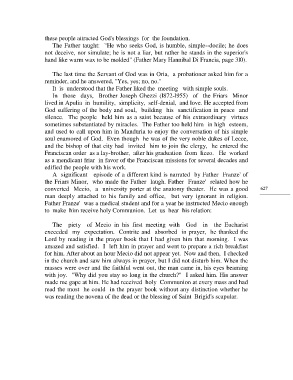 these people attracted God's blessings for the foundation.
The Father taught: "He who seeks God, is humble, simple--docile; he does
not deceive, nor simulate; he is not a liar, but rather he stands in the superior's
hand like warm wax to be molded" (Father Mary Hannibal Di Francia, page 380).
The last time the Servant of God was in Oria, a probationer asked him for a
reminder, and he answered, "Yes, yes; no, no."
It is understood that the Father liked the meeting with simple souls.
In those days, Brother Joseph Ghezzi (1872-1955) of the Friars Minor
lived in Apulia in humility, simplicity, self-denial, and love. He accepted from
God suffering of the body and soul, building his sanctification in peace and
silence. The people held him as a saint because of his extraordinary virtues
sometimes substantiated by miracles. The Father too held him in high esteem,
and used to call upon him in Manduria to enjoy the conversation of his simple
soul enamored of God. Even though he was of the very noble dukes of Lecce,
and the bishop of that city had invited him to join the clergy, he entered the
Franciscan order as a lay-brother, after his graduation from liceo. He worked
as a mendicant friar in favor of the Franciscan missions for several decades and
edified the people with his work.
A significant episode of a different kind is narrated by Father Franze' of
the Friars Minor, who made the Father laugh. Father Franze' related how he
converted Mecio, a university porter at the anatomy theater. He was a good
man deeply attached to his family and office, but very ignorant in religion.
Father Franze' was a medical student and for a year he instructed Mecio enough
to make him receive holy Communion. Let us hear his relation:
627
The piety of Mecio in his first meeting with God in the Eucharist
exceeded my expectation. Contrite and absorbed in prayer, he thanked the
Lord by reading in the prayer book that I had given him that morning. I was
amazed and satisfied. I left him in prayer and went to prepare a rich breakfast
for him. After about an hour Mecio did not appear yet. Now and then, I checked
in the church and saw him always in prayer, but I did not disturb him. When the
masses were over and the faithful went out, the man came in, his eyes beaming
with joy. "Why did you stay so long in the church?" I asked him. His answer
made me gape at him. He had received holy Communion at every mass and had
read the most he could in the prayer book without any distinction whether he
was reading the novena of the dead or the blessing of Saint Brigid's scapular.